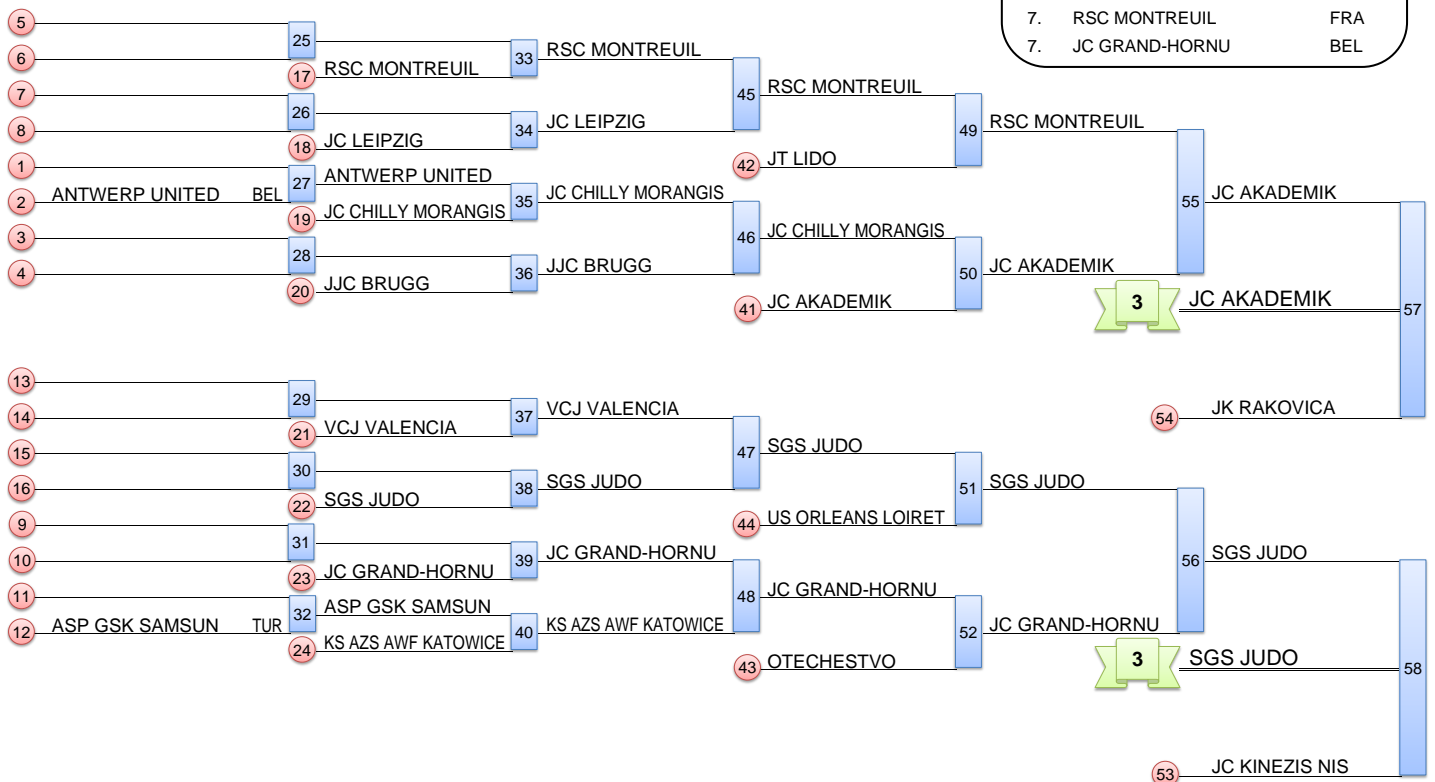 7. RSC MONTREUIL FRA
7. JC GRAND-HORNU BEL
5
25
6
17 RSC MONTREUIL
33 RSC MONTREUIL
7
26
8
18 JC LEIPZIG
34 JC LEIPZIG
45 RSC MONTREUIL
42 JT LIDO
49 RSC MONTREUIL
1
2 ANTWERP UNITED BEL
27 ANTWERP UNITED
19 JC CHILLY MORANGIS
35 JC CHILLY MORANGIS
3
28
4
20 JJC BRUGG
36 JJC BRUGG
46 JC CHILLY MORANGIS
41 JC AKADEMIK
50 JC AKADEMIK
55 JC AKADEMIK
3 JC AKADEMIK
57
54 JK RAKOVICA
13
29
14
21 VCJ VALENCIA
37 VCJ VALENCIA
15
30
16
22 SGS JUDO
38 SGS JUDO
47 SGS JUDO
44 US ORLEANS LOIRET
51 SGS JUDO
9
31
10
23 JC GRAND-HORNU
39 JC GRAND-HORNU
11
12 ASP GSK SAMSUN TUR
32 ASP GSK SAMSUN
24 KS AZS AWF KATOWICE
40 KS AZS AWF KATOWICE
48 JC GRAND-HORNU
43 OTECHESTVO
52 JC GRAND-HORNU
56 SGS JUDO
3 SGS JUDO
58
53 JC KINEZIS NIS